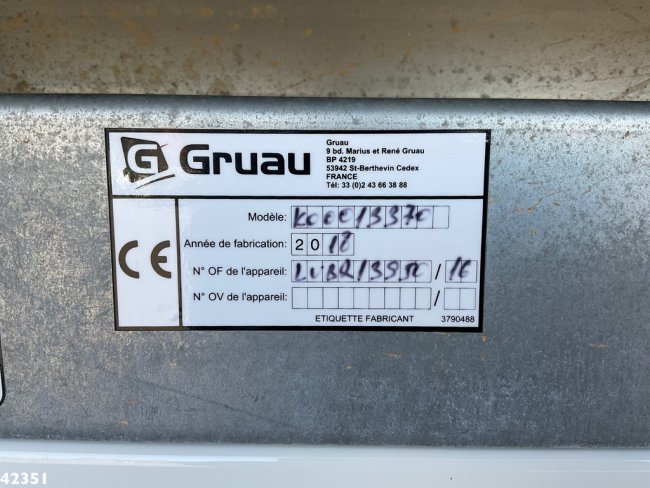 Gruau
Gruau
9 bd. Marius et René Gruau
BP 4219
53942 St-Berthevin Cedex
FRANCE
Tél: 33 (0)2 43 66 38 88
CE
Modèle:
Année de fabrication: 20
N° OF de l'appareil: / 16
N° OV de l'appareil: /
ETIQUETTE FABRICANT 3790488
42351